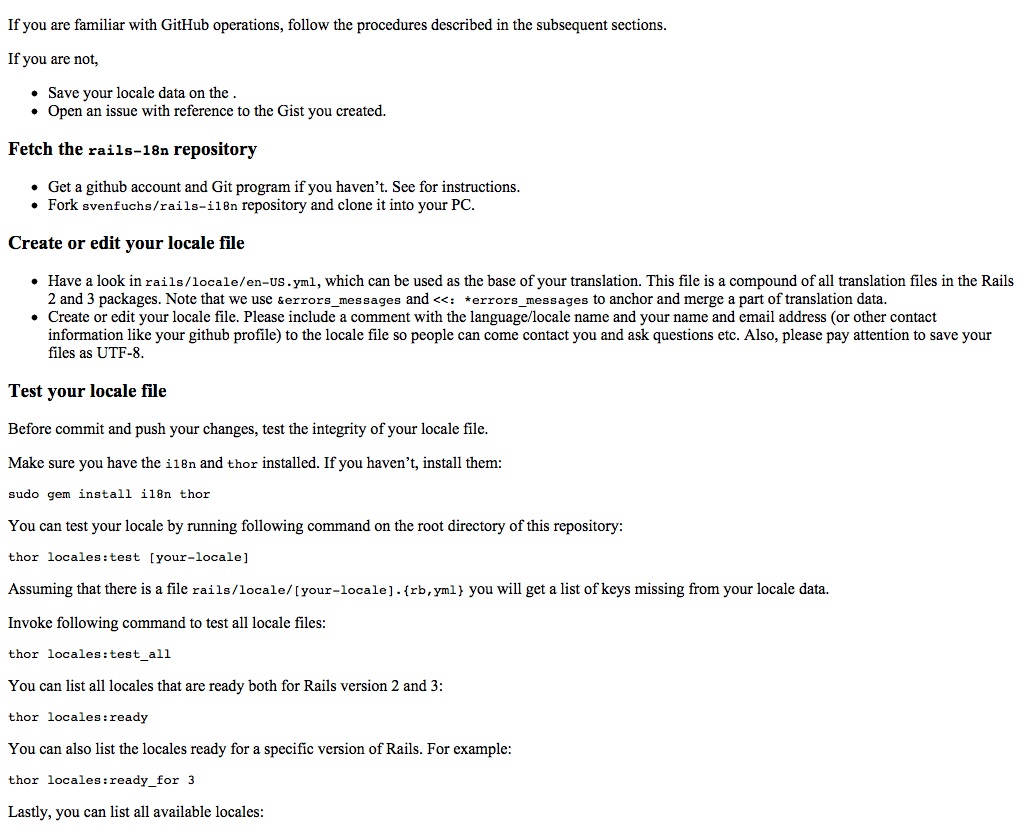 If you are familiar with GitHub operations, follow the procedures described in the subsequent sections.
If you are not,
• Save your locale data on the .
• Open an issue with reference to the Gist you created.
Fetch the rails-18n repository
• Get a github account and Git program if you haven’t. See for instructions.
• Fork svenfuchs/rails-i18n repository and clone it into your PC.
Create or edit your locale file
• Have a look in rails/locale/en-US.yml, which can be used as the base of your translation. This file is a compound of all translation files in the Rails
2 and 3 packages. Note that we use &errors_messages and <<: *errors_messages to anchor and merge a part of translation data.
• Create or edit your locale file. Please include a comment with the language/locale name and your name and email address (or other contact
information like your github profile) to the locale file so people can come contact you and ask questions etc. Also, please pay attention to save your
files as UTF-8.
Test your locale file
Before commit and push your changes, test the integrity of your locale file.
Make sure you have the i18n and thor installed. If you haven’t, install them:
sudo gem install i18n thor
You can test your locale by running following command on the root directory of this repository:
thor locales:test [your-locale]
Assuming that there is a file rails/locale/[your-locale].{rb,yml} you will get a list of keys missing from your locale data.
Invoke following command to test all locale files:
thor locales:test_all
You can list all locales that are ready both for Rails version 2 and 3:
thor locales:ready
You can also list the locales ready for a specific version of Rails. For example:
thor locales:ready_for 3
Lastly, you can list all available locales: